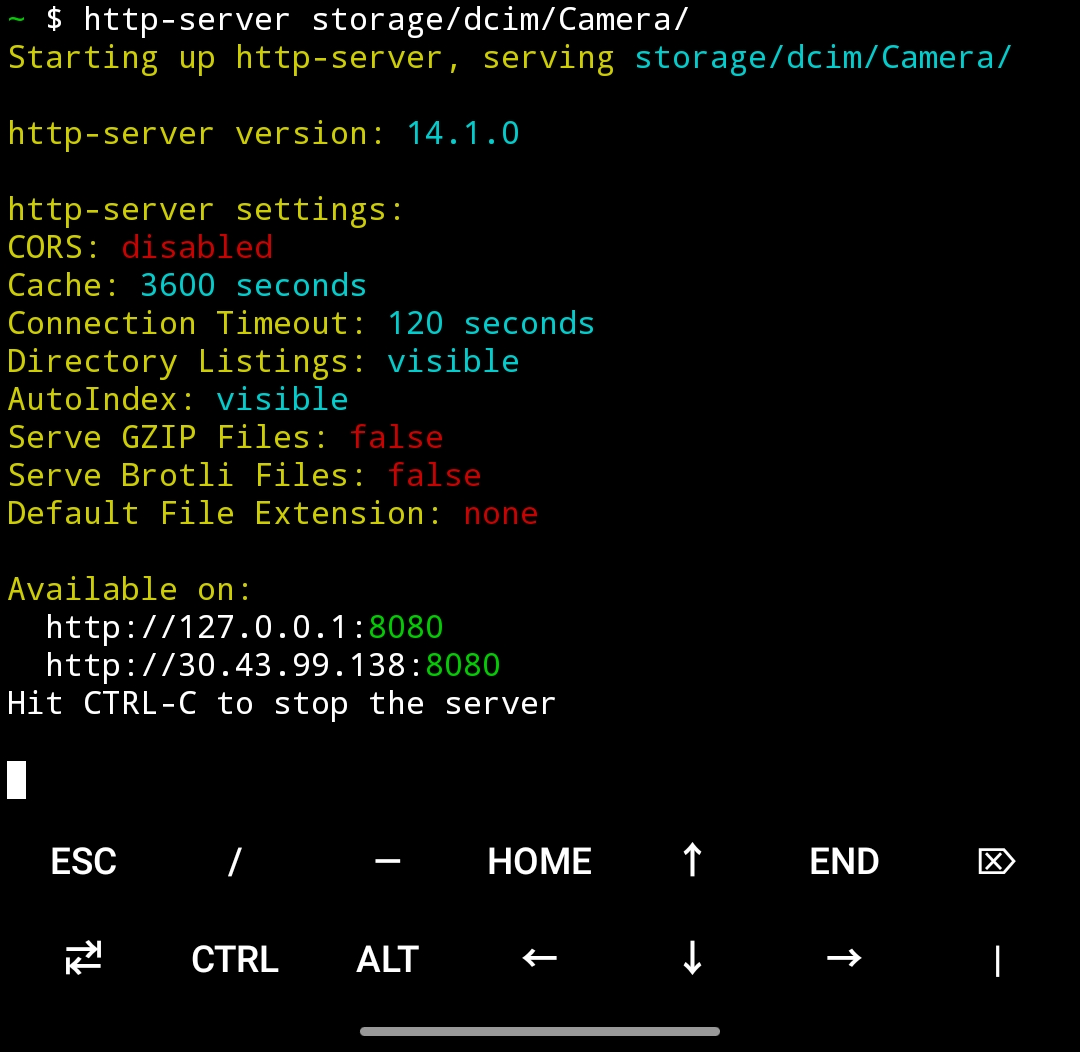 ~ $ http-server storage/dcim/Camera/
Starting up http-server, serving storage/dcim/Camera/
http-server version: 14.1.0
http-server settings:
CORS: disabled
Cache: 3600 seconds
Connection Timeout: 120 seconds
Directory Listings: visible
AutoIndex: visible
Serve GZIP Files: false
Serve Brotli Files: false
Default File Extension: none
Available on:
  http://127.0.0.1:8080
  http://30.43.99.138:8080
Hit CTRL-C to stop the server
ESC / — HOME ↑ END ⌦
⇄ CTRL ALT ← ↓ → |